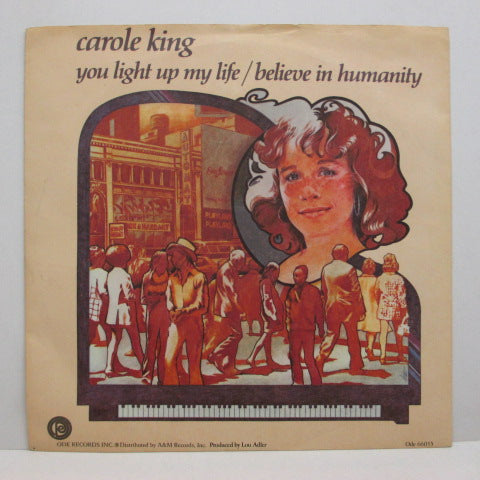 carole king
you light up my life/believe in humanity
ODE RECORDS INC. ® Distributed by A&M Records, Inc. Produced by Lou Adler Ode 66035